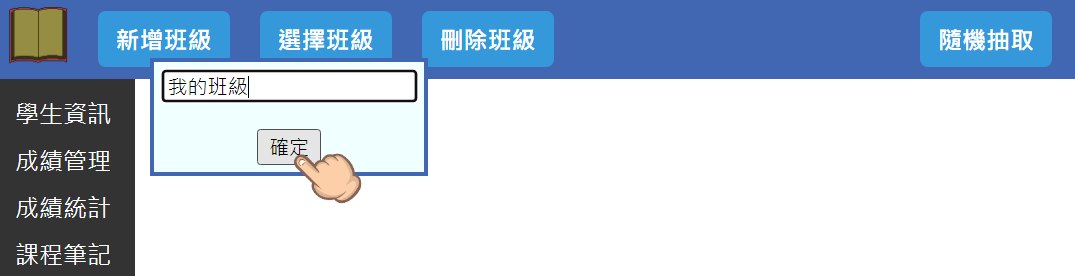 新增班級
選擇班級
刪除班級
隨機抽取
我的班級
確定
學生資訊
成績管理
成績統計
課程筆記